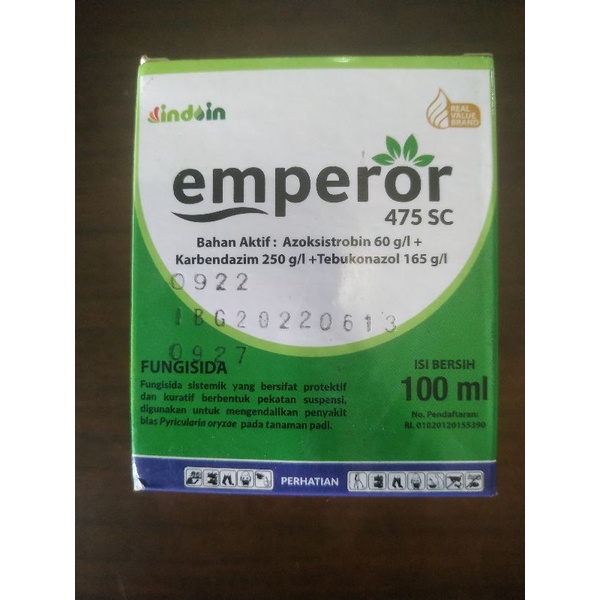 indoin
REAL
VALUE
BRAND
emperor
475 SC
Bahan Aktif : Azoksistrobin 60 g/l +
Karbendazim 250 g/l +Tebukonazol 165 g/l
0922
IBG20220613
0927
FUNGISIDA
Fungisida sistemik yang bersifat protektif
dan kuratif berbentuk pekatan suspensi,
digunakan untuk mengendalikan penyakit
blas Pyricularia oryzae pada tanaman padi.
ISI BERSIH
100 ml
No. Pendaftaran:
RI. 01020120155390
PERHATIAN